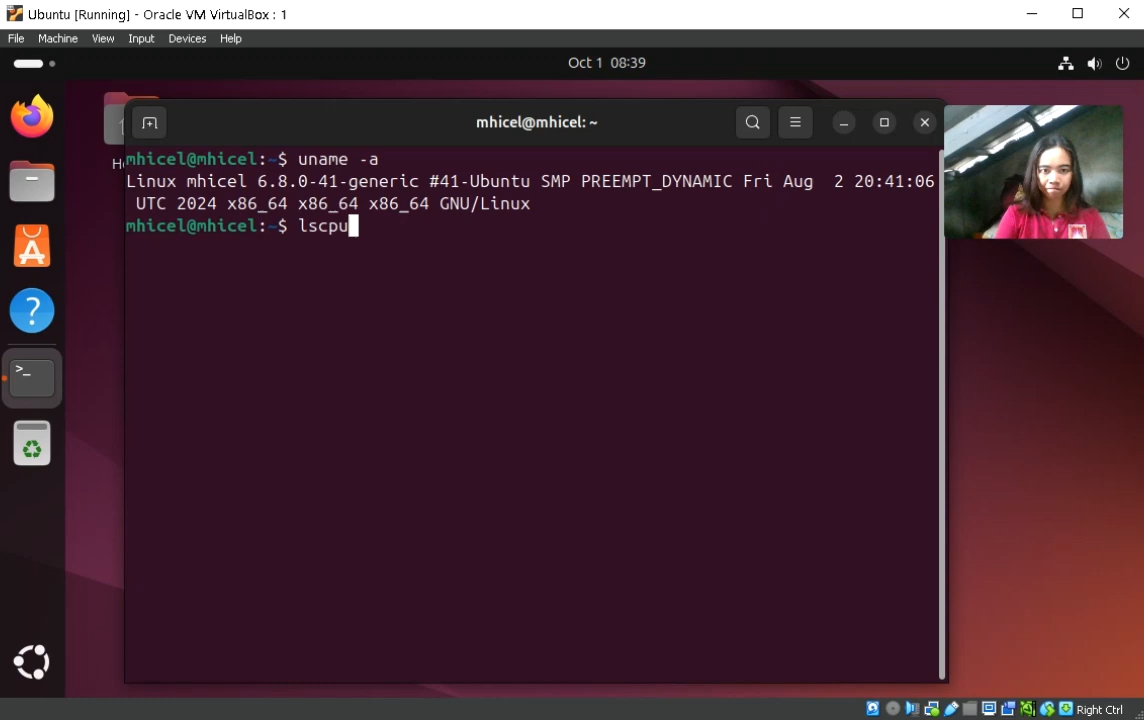 Ubuntu [Running] - Oracle VM VirtualBox : 1
File Machine View Input Devices Help
Oct 1 08:39
mhicel@mhicel: ~
mhicel@mhicel:~$ uname -a
Linux mhicel 6.8.0-41-generic #41-Ubuntu SMP PREEMPT_DYNAMIC Fri Aug  2 20:41:06
UTC 2024 x86_64 x86_64 x86_64 GNU/Linux
mhicel@mhicel:~$ lscpu
Right Ctrl